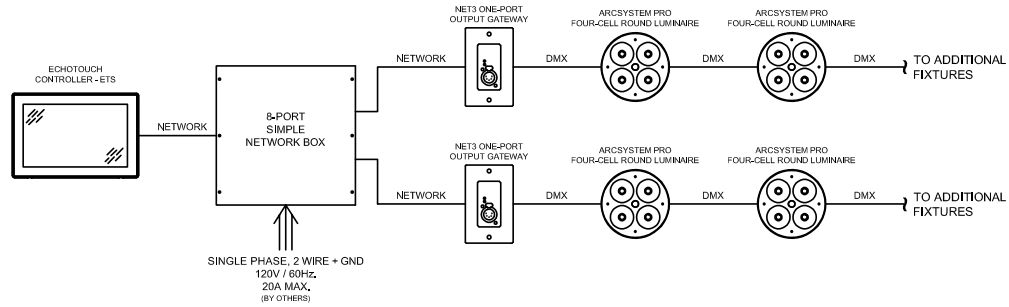 NET3 ONE-PORT
OUTPUT GATEWAY
ARCSYSTEM PRO
FOUR-CELL ROUND LUMINAIRE
ARCSYSTEM PRO
FOUR-CELL ROUND LUMINAIRE
NETWORK
DMX
DMX
DMX
TO ADDITIONAL
FIXTURES
ECHOTOUCH
CONTROLLER - ETS
NETWORK
8-PORT
SIMPLE
NETWORK BOX
NET3 ONE-PORT
OUTPUT GATEWAY
ARCSYSTEM PRO
FOUR-CELL ROUND LUMINAIRE
ARCSYSTEM PRO
FOUR-CELL ROUND LUMINAIRE
NETWORK
DMX
DMX
DMX
TO ADDITIONAL
FIXTURES
SINGLE PHASE, 2 WIRE + GND
120V / 60Hz.
20A MAX.
(BY OTHERS)